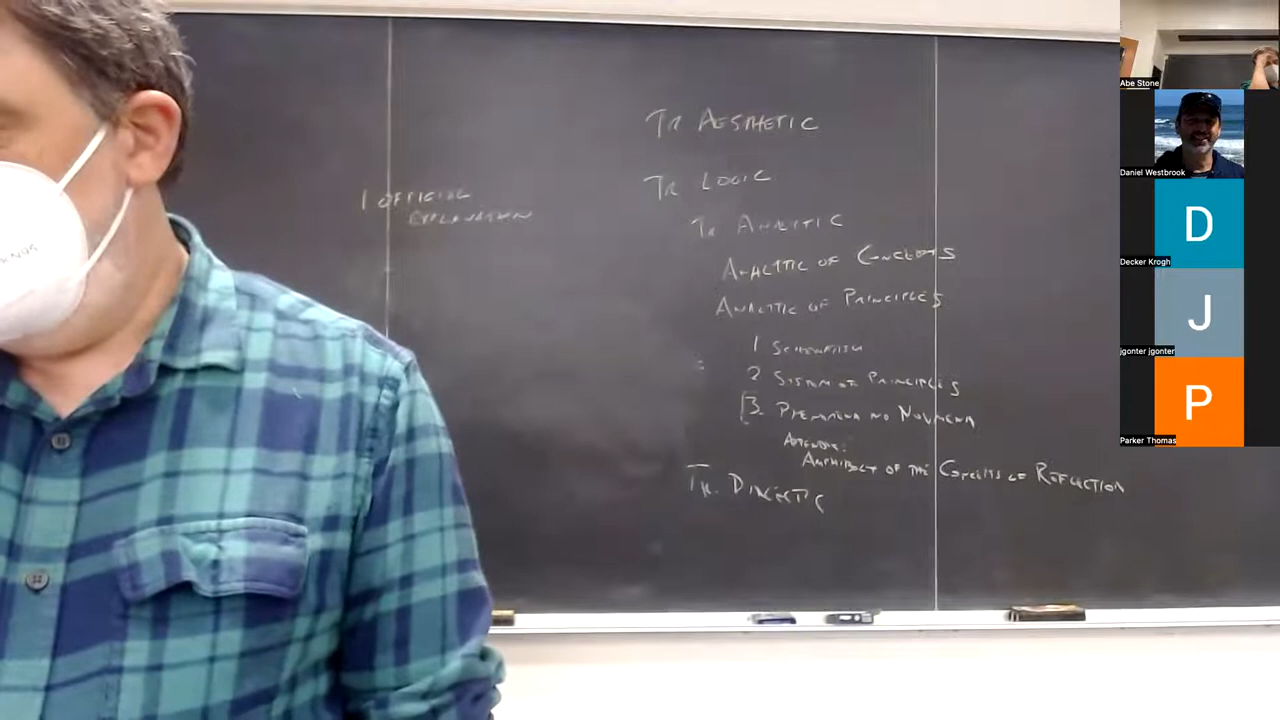 Tr Aesthetic
Tr Logic
1 Official
Explanation
Tr Analytic
Analytic of Concepts
Analytic of Principles
1 Schematism
2 System of Principles
3. Phenomena and Noumena
Appendix:
Amphiboly of the Concepts of Reflection
Tr. Dialectic
Abe Stone
Daniel Westbrook
D
Decker Krogh
J
jgonter jgonter
P
Parker Thomas